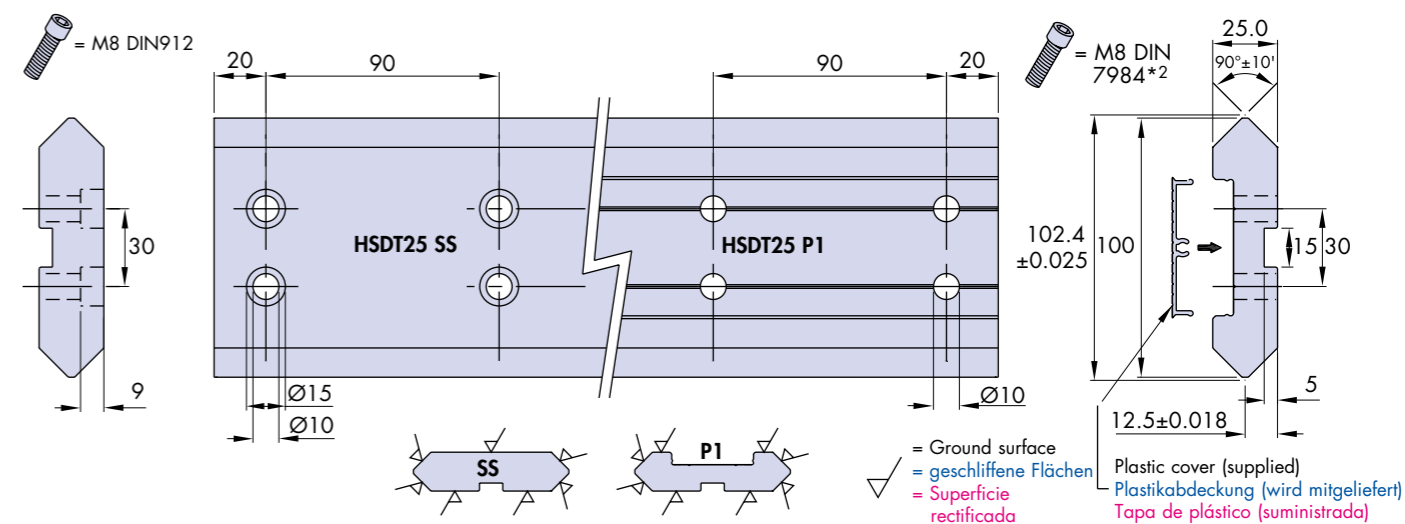 = M8 DIN912
20
90
90
20
= M8 DIN
7984*2
25.0
90°±10'
30
HSDT25 SS
HSDT25 P1
102.4
±0.025
100
15
30
9
Ø15
Ø10
Ø10
5
12.5±0.018
SS
P1
= Ground surface
= geschliffene Flächen
= Superficie
rectificada
Plastic cover (supplied)
Plastikabdeckung (wird mitgeliefert)
Tapa de plástico (suministrada)